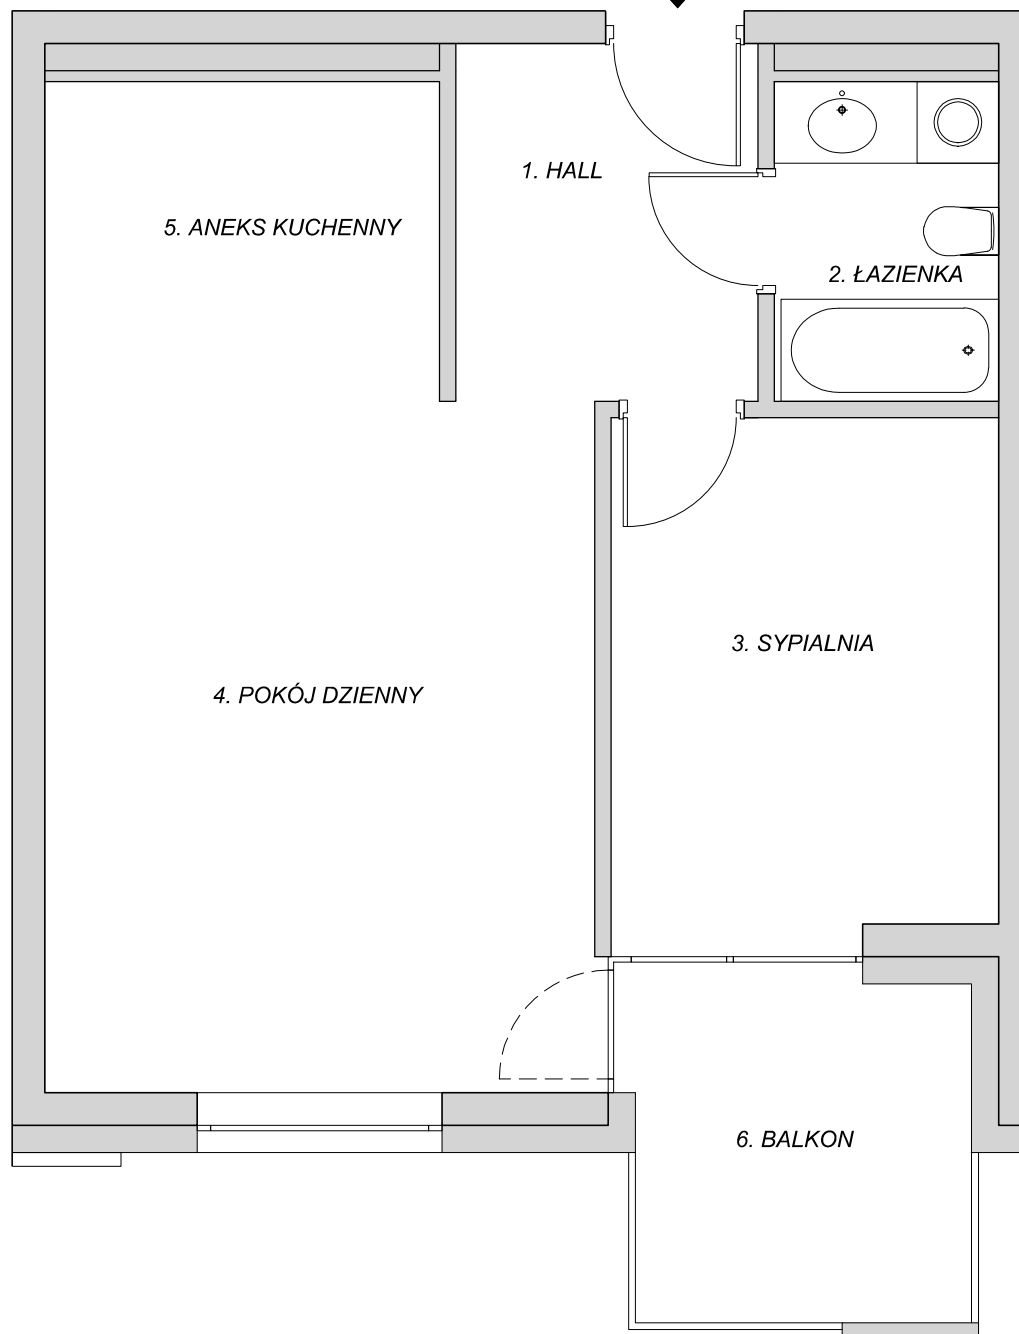 1. HALL
5. ANEKS KUCHENNY
2. ŁAZIENKA
3. SYPIALNIA
4. POKÓJ DZIENNY
6. BALKON